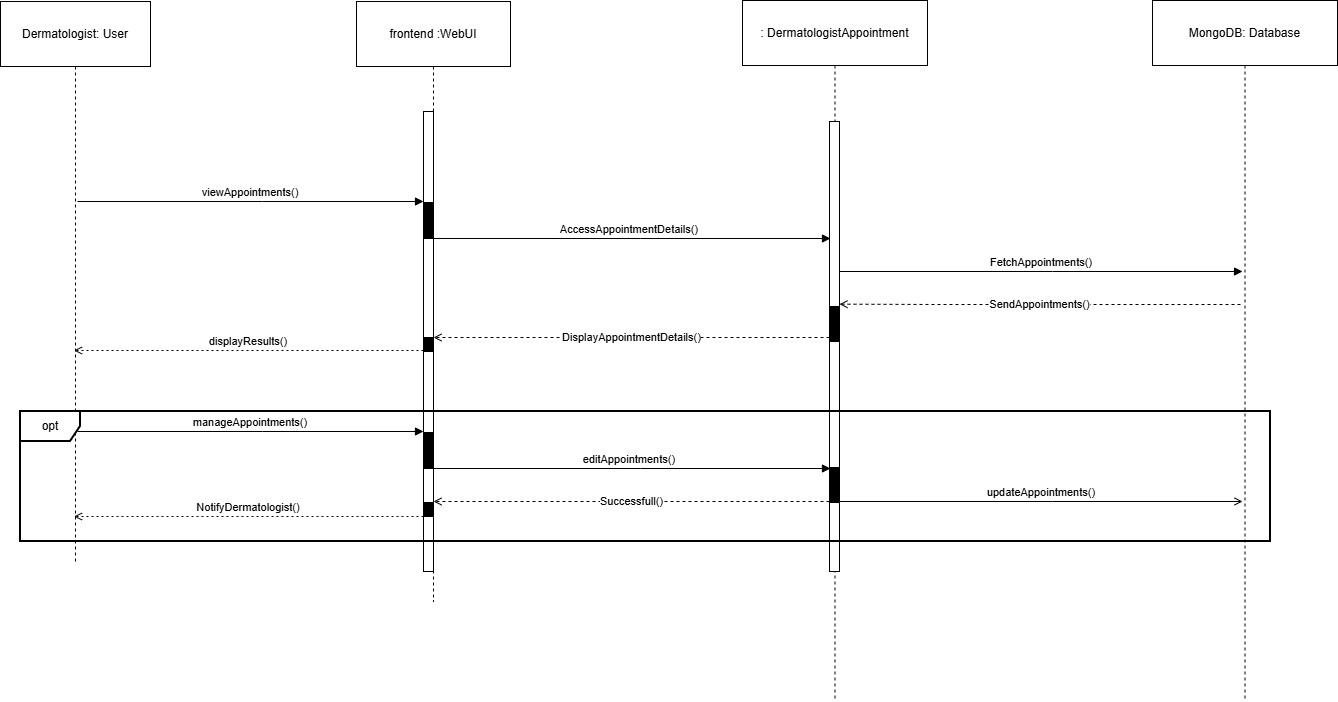 Dermatologist: User
frontend :WebUI
: DermatologistAppointment
MongoDB: Database
viewAppointments()
AccessAppointmentDetails()
FetchAppointments()
SendAppointments()
DisplayAppointmentDetails()
displayResults()
opt
manageAppointments()
editAppointments()
updateAppointments()
Successfull()
NotifyDermatologist()